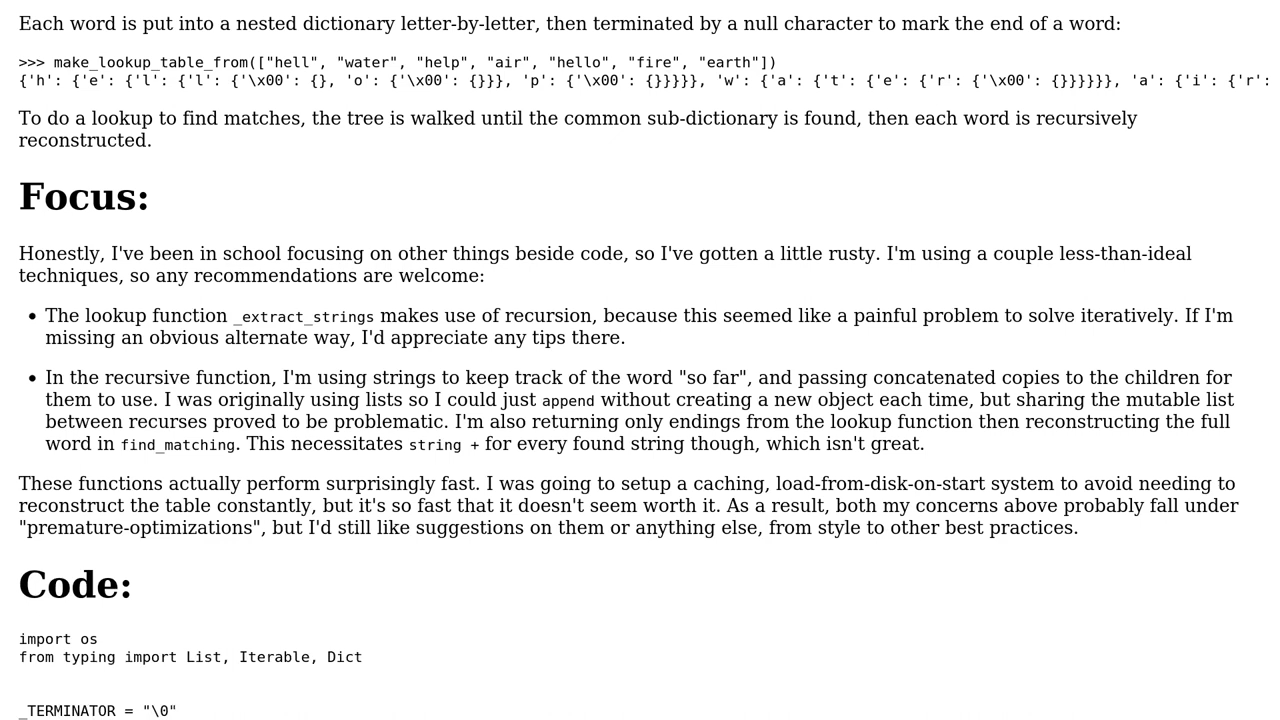 Each word is put into a nested dictionary letter-by-letter, then terminated by a null character to mark the end of a word:
>>> make_lookup_table_from(["hell", "water", "help", "air", "hello", "fire", "earth"])
{'h': {'e': {'l': {'l': {'\x00': {}, 'o': {'\x00': {}}}, 'p': {'\x00': {}}}}}, 'w': {'a': {'t': {'e': {'r': {'\x00': {}}}}}}, 'a': {'i': {'r':
To do a lookup to find matches, the tree is walked until the common sub-dictionary is found, then each word is recursively
reconstructed.
Focus:
Honestly, I've been in school focusing on other things beside code, so I've gotten a little rusty. I'm using a couple less-than-ideal
techniques, so any recommendations are welcome:
• The lookup function _extract_strings makes use of recursion, because this seemed like a painful problem to solve iteratively. If I'm
missing an obvious alternate way, I'd appreciate any tips there.
• In the recursive function, I'm using strings to keep track of the word "so far", and passing concatenated copies to the children for
them to use. I was originally using lists so I could just append without creating a new object each time, but sharing the mutable list
between recurses proved to be problematic. I'm also returning only endings from the lookup function then reconstructing the full
word in find_matching. This necessitates string + for every found string though, which isn't great.
These functions actually perform surprisingly fast. I was going to setup a caching, load-from-disk-on-start system to avoid needing to
reconstruct the table constantly, but it's so fast that it doesn't seem worth it. As a result, both my concerns above probably fall under
"premature-optimizations", but I'd still like suggestions on them or anything else, from style to other best practices.
Code:
import os
from typing import List, Iterable, Dict
_TERMINATOR = "\0"